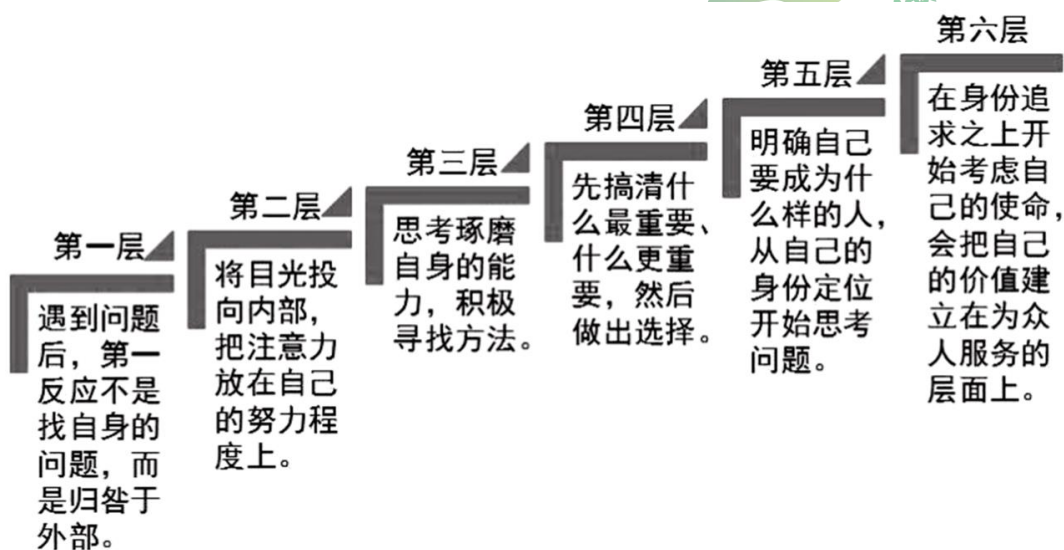 第一层
遇到问题
后，第一
反应不是
找自身的
问题，而
是归咎于
外部。
第二层
将目光投
向内部，
把注意力
放在自己
的努力程
度上。
第三层
思考琢磨
自身的能
力，积极
寻找方法。
第四层
先搞清什
么最重要、
什么更重
要，然后
做出选择。
第五层
明确自己
要成为什
么样的人，
从自己的
身份定位
开始思考
问题。
第六层
在身份追
求之上开
始考虑自
己的使命，
会把自己
的价值建
立在为众
人服务的
层面上。